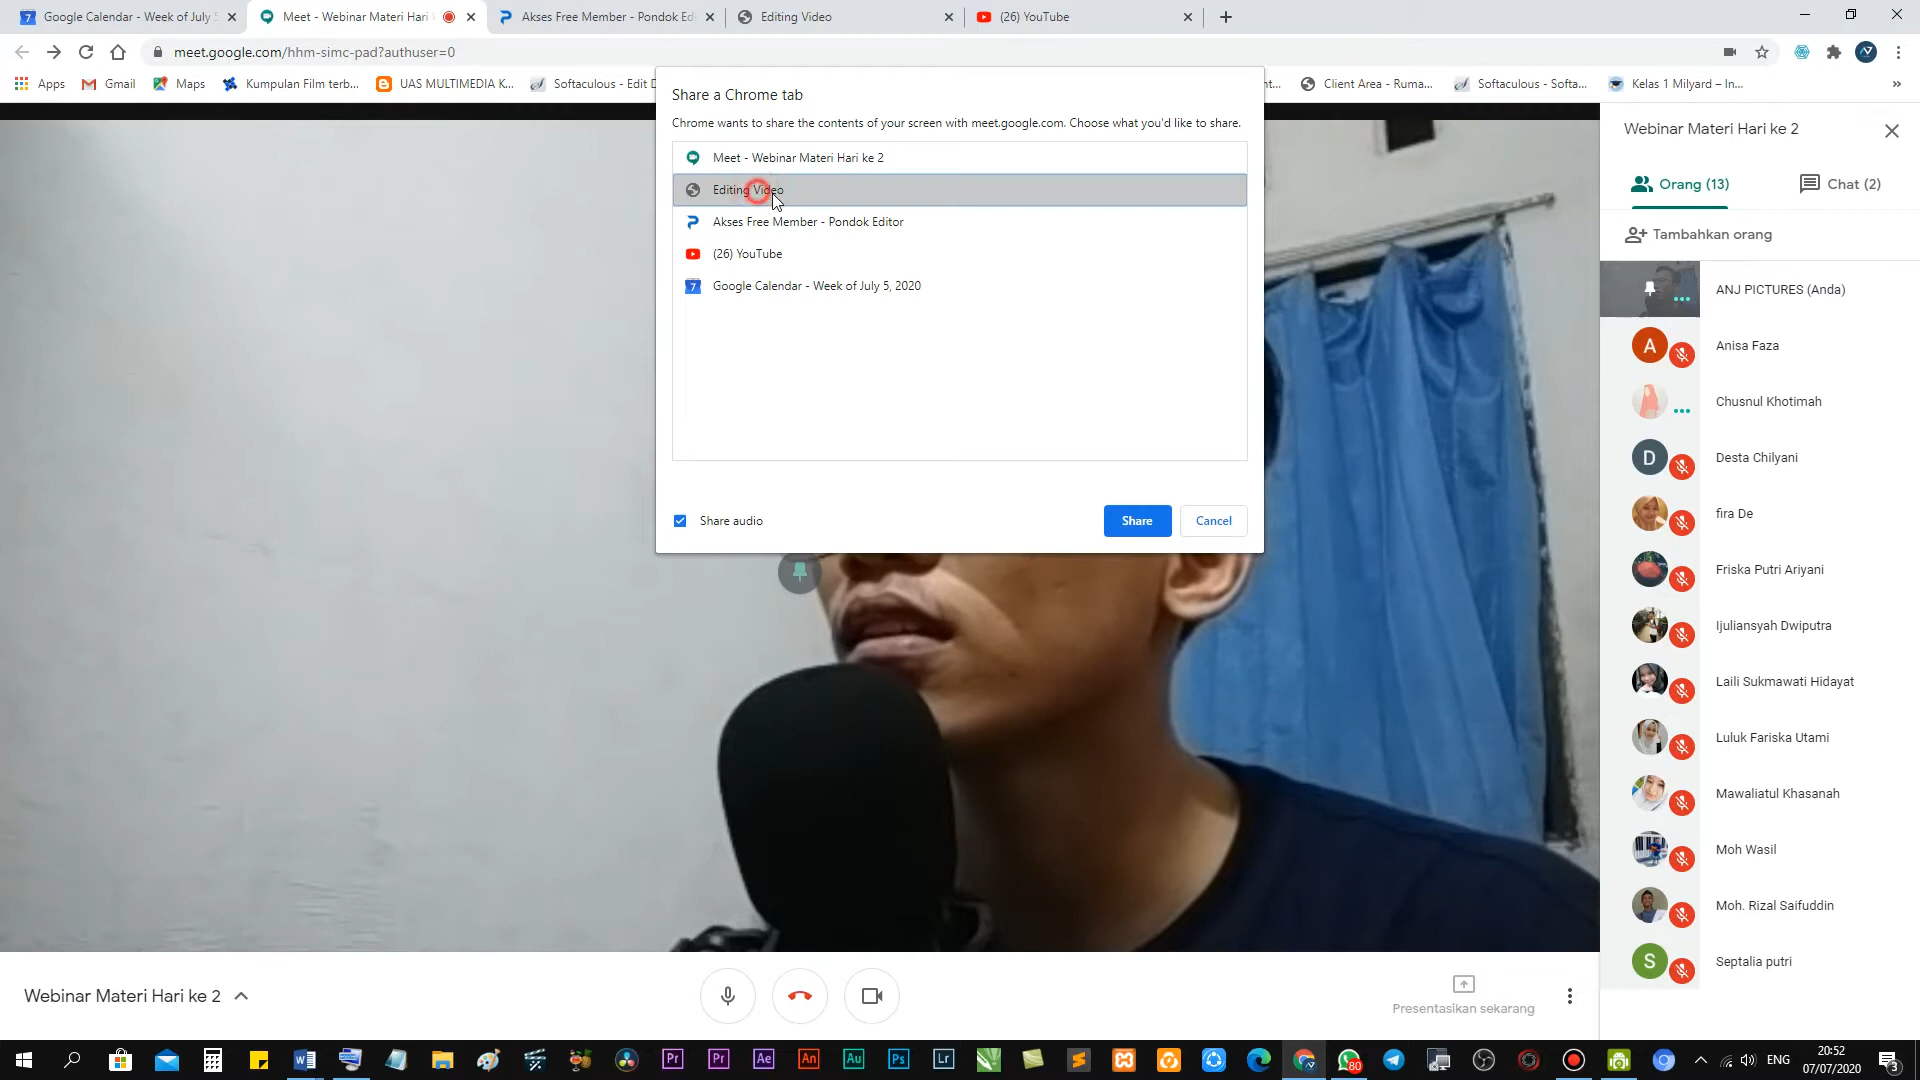 Google Calendar - Week of July 5
Meet - Webinar Materi Hari
Akses Free Member - Pondok Edi
Editing Video
(26) YouTube
meet.google.com/hhm-simc-pad?authuser=0
Apps
Gmail
Maps
Kumpulan Film terb...
UAS MULTIMEDIA K...
Softaculous - Edit D
Client Area - Ruma...
Softaculous - Softa...
Kelas 1 Milyard – In...
Share a Chrome tab
Chrome wants to share the contents of your screen with meet.google.com. Choose what you'd like to share.
Meet - Webinar Materi Hari ke 2
Editing Video
Akses Free Member - Pondok Editor
(26) YouTube
Google Calendar - Week of July 5, 2020
Share audio
Share
Cancel
Webinar Materi Hari ke 2
Orang (13)
Chat (2)
Tambahkan orang
ANJ PICTURES (Anda)
Anisa Faza
Chusnul Khotimah
Desta Chilyani
fira De
Friska Putri Ariyani
Ijuliansyah Dwiputra
Laili Sukmawati Hidayat
Luluk Fariska Utami
Mawaliatul Khasanah
Moh Wasil
Moh. Rizal Saifuddin
Septalia putri
Webinar Materi Hari ke 2
Presentasikan sekarang
ENG
20:52
07/07/2020